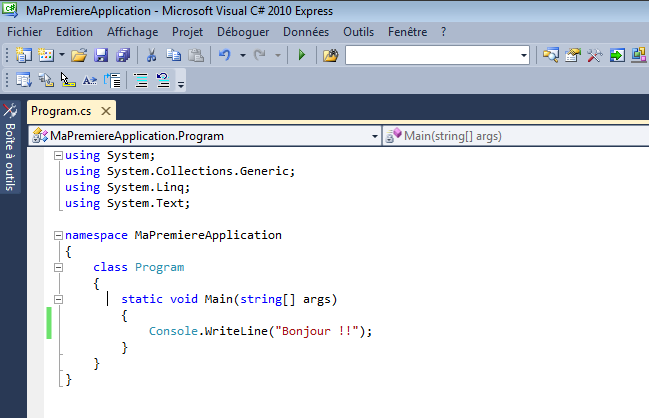 MaPremiereApplication - Microsoft Visual C# 2010 Express
Fichier Edition Affichage Projet Déboguer Données Outils Fenêtre ?
Program.cs
Boîte à outils
MaPremiereApplication.Program
Main(string[] args)
using System;
using System.Collections.Generic;
using System.Linq;
using System.Text;
namespace MaPremiereApplication
{
class Program
{
static void Main(string[] args)
{
Console.WriteLine("Bonjour !!");
}
}
}